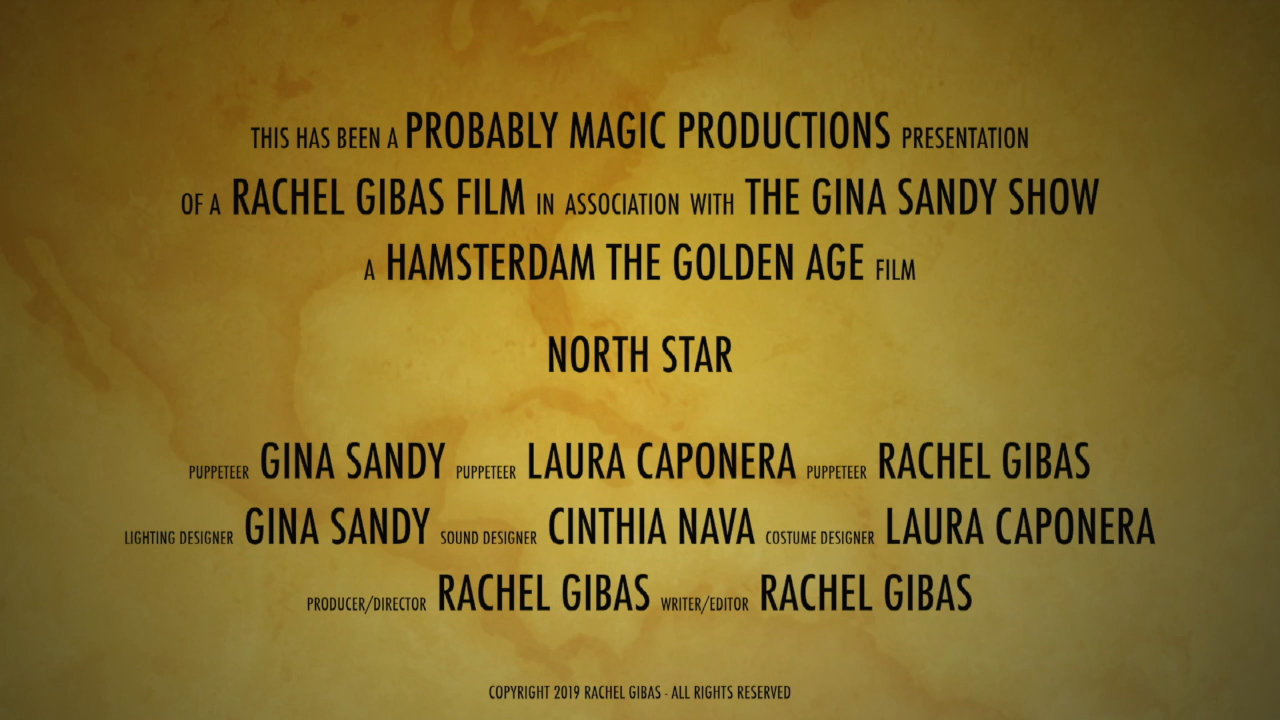 THIS HAS BEEN A PROBABLY MAGIC PRODUCTIONS PRESENTATION
OF A RACHEL GIBAS FILM IN ASSOCIATION WITH THE GINA SANDY SHOW
A HAMSTERDAM THE GOLDEN AGE FILM
NORTH STAR
PUPPETEER GINA SANDY PUPPETEER LAURA CAPONERA PUPPETEER RACHEL GIBAS
LIGHTING DESIGNER GINA SANDY SOUND DESIGNER CINTHIA NAVA COSTUME DESIGNER LAURA CAPONERA
PRODUCER/DIRECTOR RACHEL GIBAS WRITER/EDITOR RACHEL GIBAS
COPYRIGHT 2019 RACHEL GIBAS - ALL RIGHTS RESERVED